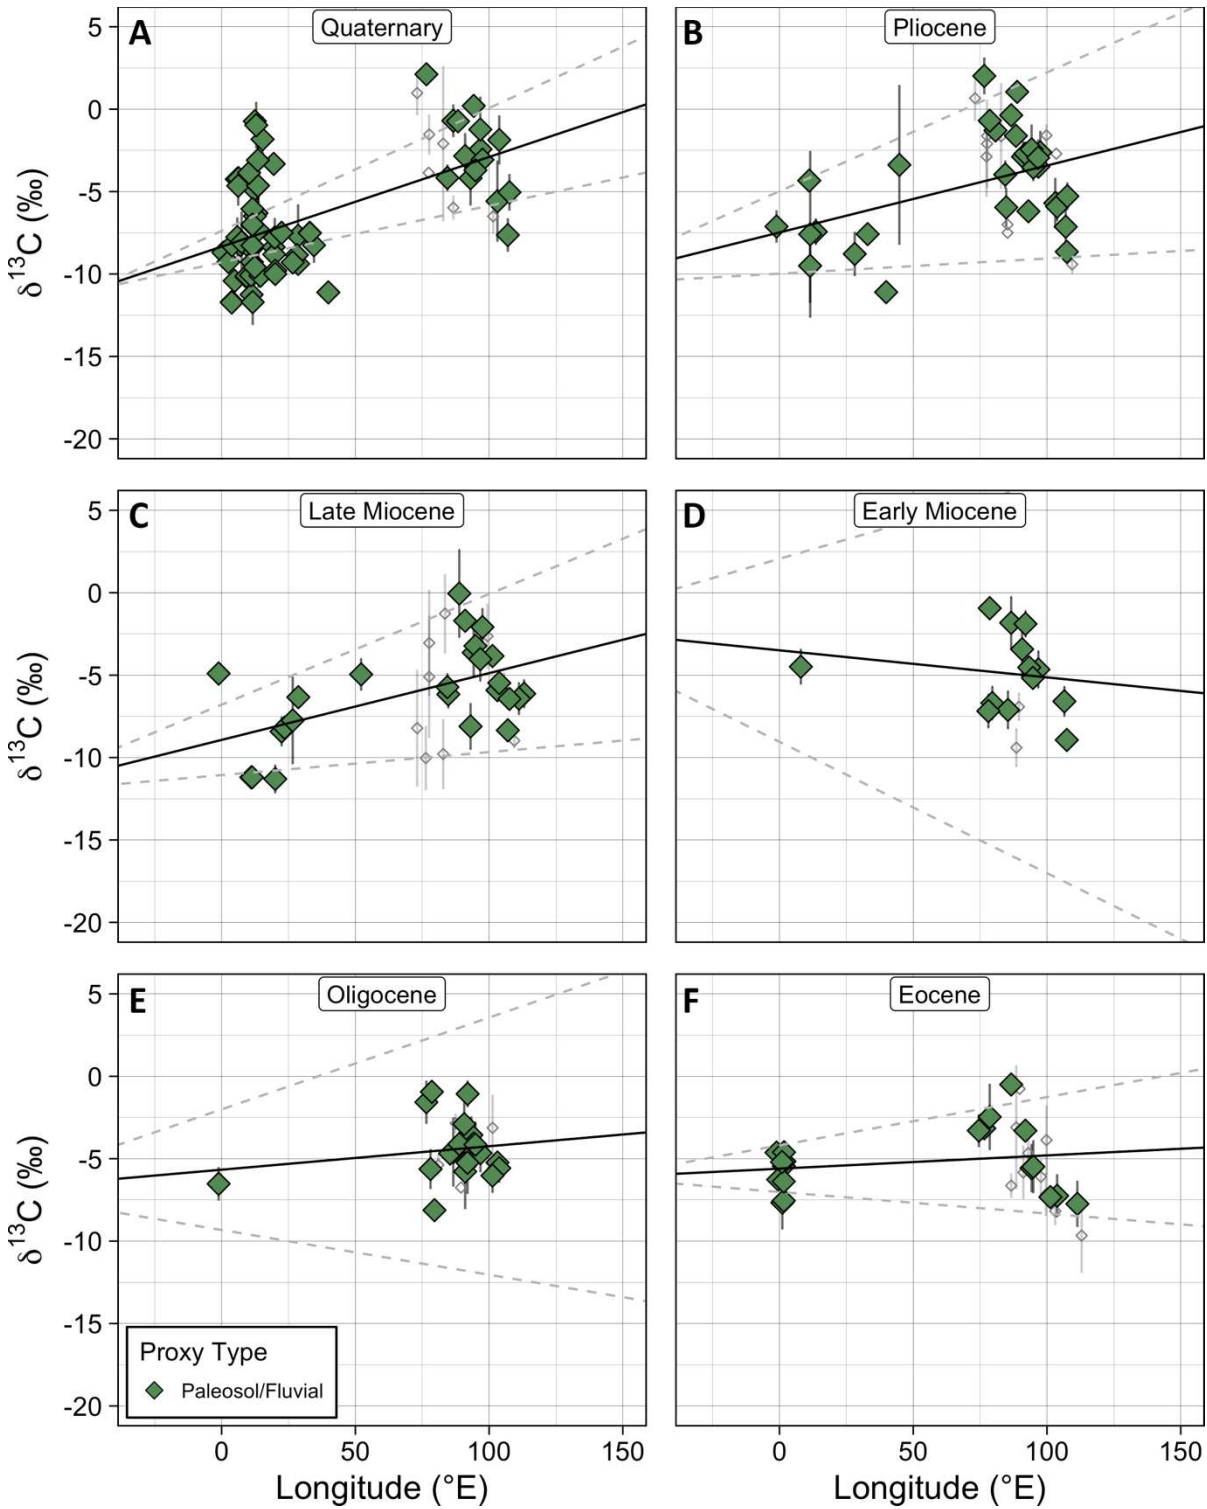 A
Quaternary
B
Pliocene
δ¹³C (‰)
5
0
-5
-10
-15
-20
C
Late Miocene
D
Early Miocene
δ¹³C (‰)
5
0
-5
-10
-15
-20
E
Oligocene
F
Eocene
δ¹³C (‰)
5
0
-5
-10
-15
-20
Proxy Type
Paleosol/Fluvial
0 50 100 150
0 50 100 150
Longitude (°E)
Longitude (°E)